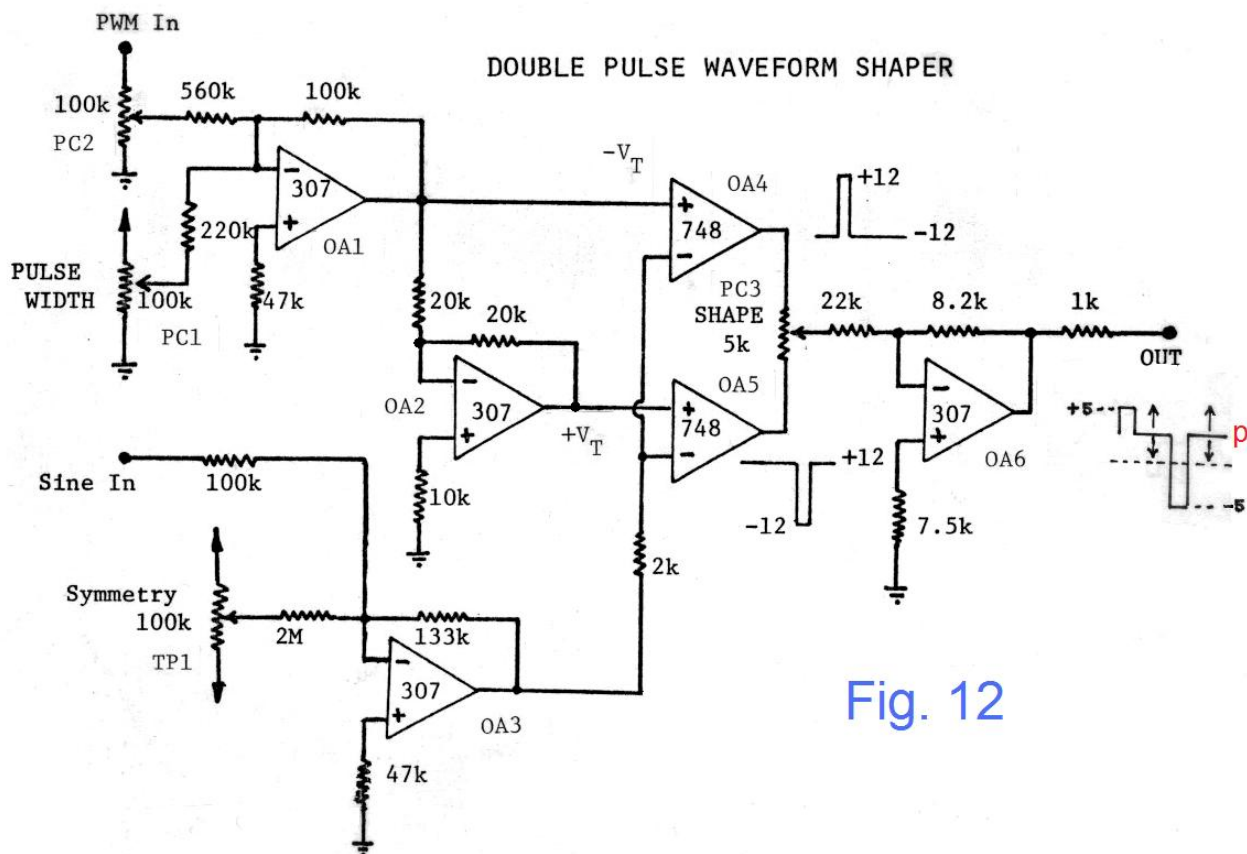 PWM In
DOUBLE PULSE WAVEFORM SHAPER
560k
100k
100k
PC2
-V_T
OA4
+12
-12
−
307
+
OA1
+
748
−
220k
PULSE
WIDTH
100k
PC1
47k
20k
20k
PC3
SHAPE
5k
22k
8.2k
1k
OUT
OA2
−
307
+
+V_T
OA5
+
748
−
+12
-12
−
307
+
OA6
+5
p
-5
Sine In
100k
10k
7.5k
2k
Symmetry
100k
TP1
2M
133k
−
307
+
OA3
47k
Fig. 12